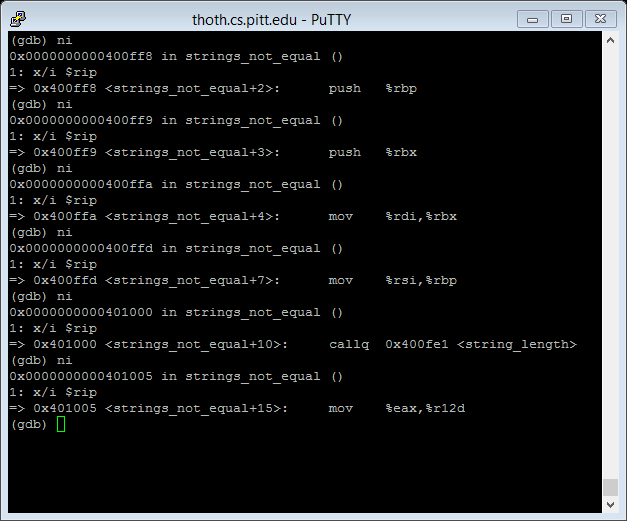 thoth.cs.pitt.edu - PuTTY
(gdb) ni
0x0000000000400ff8 in strings_not_equal ()
1: x/i $rip
=> 0x400ff8 <strings_not_equal+2>:     push   %rbp
(gdb) ni
0x0000000000400ff9 in strings_not_equal ()
1: x/i $rip
=> 0x400ff9 <strings_not_equal+3>:     push   %rbx
(gdb) ni
0x0000000000400ffa in strings_not_equal ()
1: x/i $rip
=> 0x400ffa <strings_not_equal+4>:     mov    %rdi,%rbx
(gdb) ni
0x0000000000400ffd in strings_not_equal ()
1: x/i $rip
=> 0x400ffd <strings_not_equal+7>:     mov    %rsi,%rbp
(gdb) ni
0x0000000000401000 in strings_not_equal ()
1: x/i $rip
=> 0x401000 <strings_not_equal+10>:    callq  0x400fe1 <string_length>
(gdb) ni
0x0000000000401005 in strings_not_equal ()
1: x/i $rip
=> 0x401005 <strings_not_equal+15>:    mov    %eax,%r12d
(gdb)